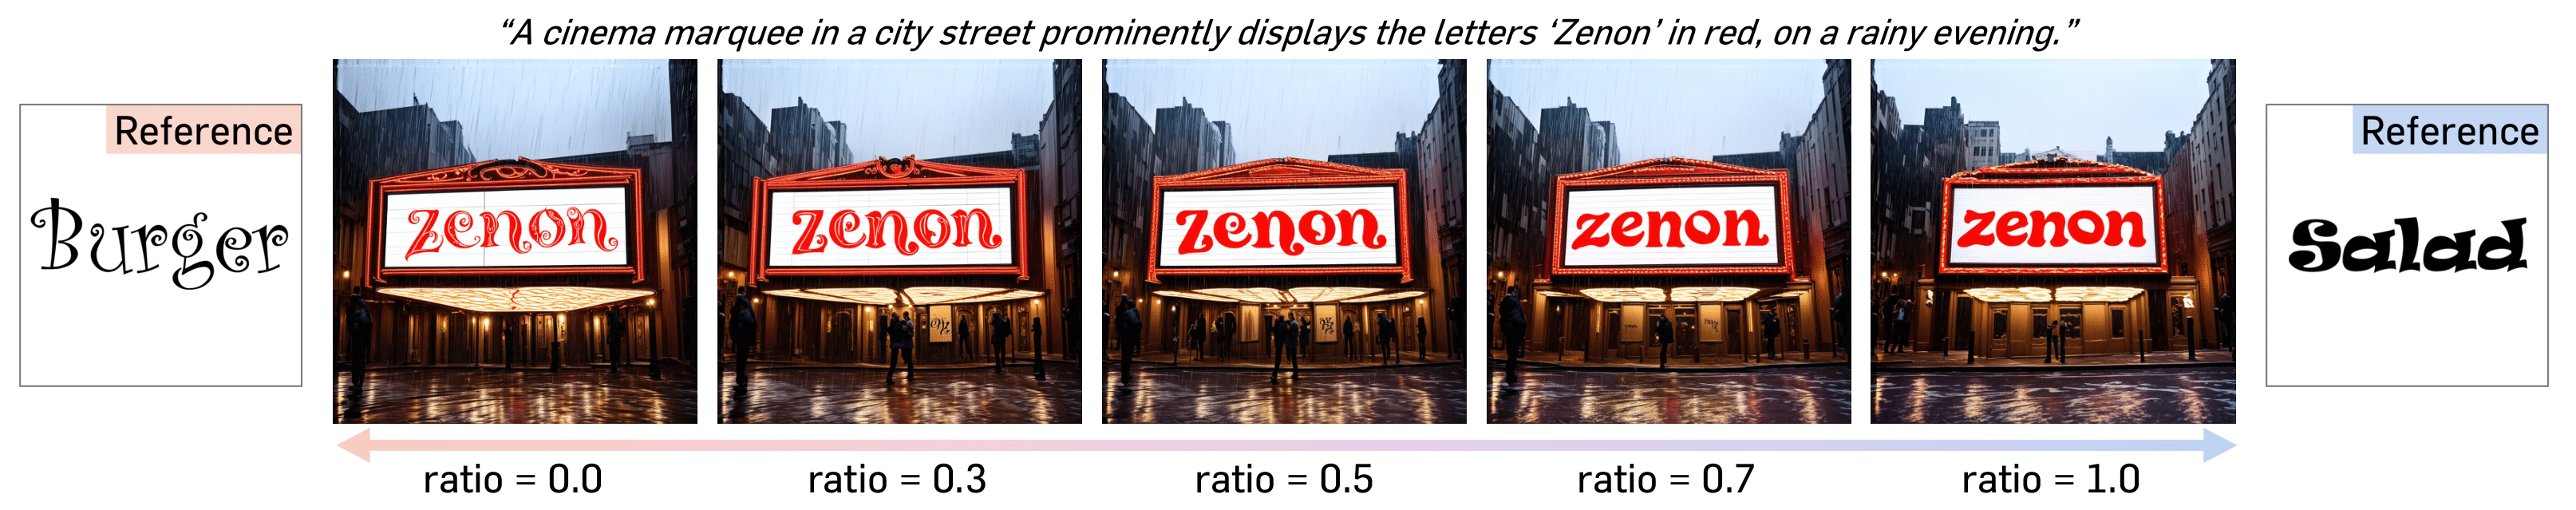 “A cinema marquee in a city street prominently displays the letters ‘Zenon’ in red, on a rainy evening.”
Reference
Burger
zenon
zenon
zenon
zenon
zenon
Reference
Salad
ratio = 0.0
ratio = 0.3
ratio = 0.5
ratio = 0.7
ratio = 1.0